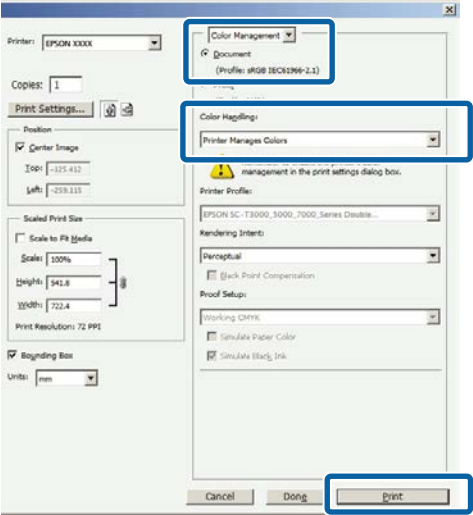 Printer: EPSON XXXX
Copies: 1
Print Settings...
Position
Center Image
Top: -125.412
Left: -259.115
Scaled Print Size
Scale to Fit Media
Scale: 100%
Height: 541.8
Width: 722.4
Print Resolution: 72 PPI
Bounding Box
Units: mm
Color Management
Document
(Profile: sRGB IEC61966-2.1)
Color Handling:
Printer Manages Colors
management in the print settings dialog box.
Printer Profile:
EPSON SC-T3000_5000_7000_Series Double...
Rendering Intent:
Perceptual
Black Point Compensation
Proof Setup:
Working CMYK
Simulate Paper Color
Simulate Black Ink
Cancel Done Print